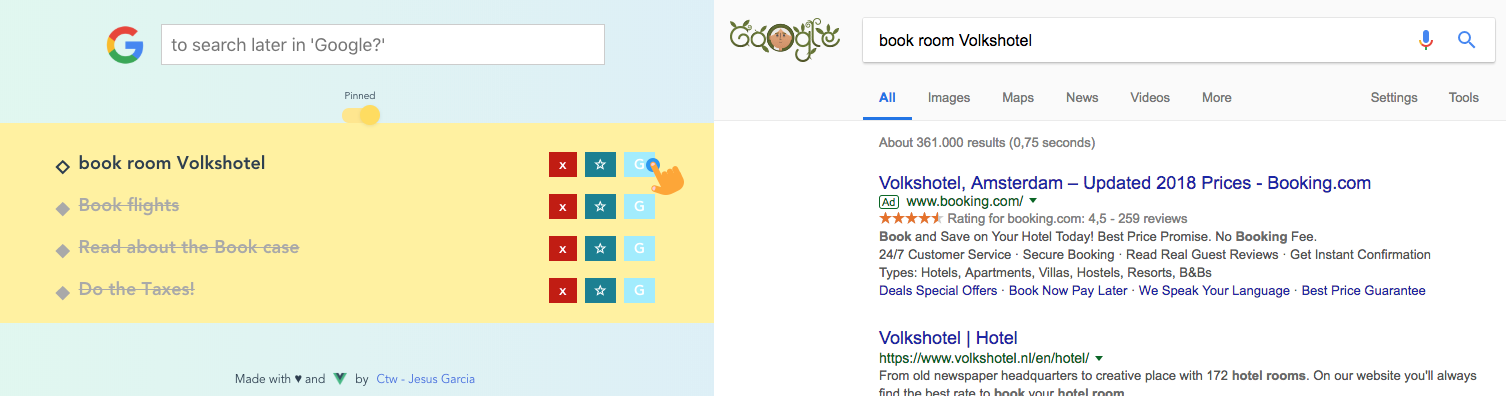 G
to search later in 'Google?'
Pinned
book room Volkshotel
x ☆ G
Book flights
x ☆ G
Read about the Book case
x ☆ G
Do the Taxes!
x ☆ G
Made with ♥ and by Ctw - Jesus Garcia
Google
book room Volkshotel
All Images Maps News Videos More Settings Tools
About 361.000 results (0,75 seconds)
Volkshotel, Amsterdam – Updated 2018 Prices - Booking.com
Ad www.booking.com/
Rating for booking.com: 4,5 - 259 reviews
Book and Save on Your Hotel Today! Best Price Promise. No Booking Fee.
24/7 Customer Service · Secure Booking · Read Real Guest Reviews · Get Instant Confirmation
Types: Hotels, Apartments, Villas, Hostels, Resorts, B&Bs
Deals Special Offers · Book Now Pay Later · We Speak Your Language · Best Price Guarantee
Volkshotel | Hotel
https://www.volkshotel.nl/en/hotel/
From old newspaper headquarters to creative place with 172 hotel rooms. On our website you'll always
find the best rate to book your hotel room